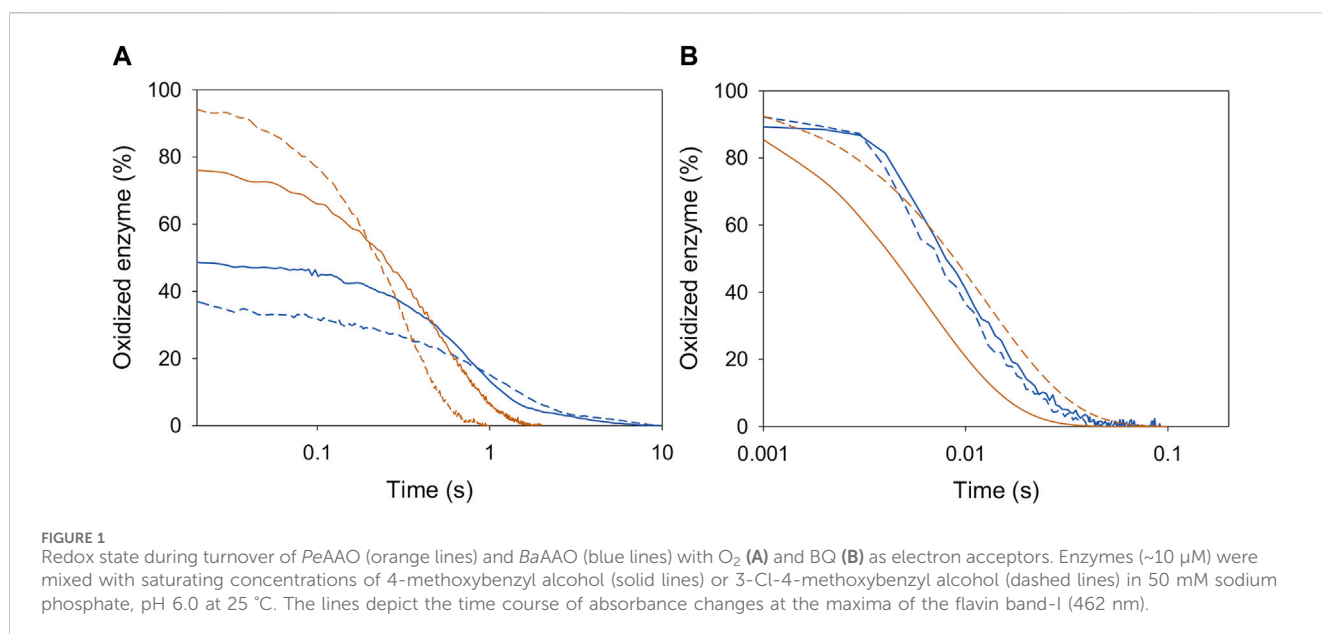 A
B
100
80
60
40
20
0
Oxidized enzyme (%)
0.1
1
10
Time (s)
100
80
60
40
20
0
Oxidized enzyme (%)
0.001
0.01
0.1
Time (s)
FIGURE 1
Redox state during turnover of PeAAO (orange lines) and BaAAO (blue lines) with O₂ (A) and BQ (B) as electron acceptors. Enzymes (~10 μM) were
mixed with saturating concentrations of 4-methoxybenzyl alcohol (solid lines) or 3-Cl-4-methoxybenzyl alcohol (dashed lines) in 50 mM sodium
phosphate, pH 6.0 at 25 °C. The lines depict the time course of absorbance changes at the maxima of the flavin band-I (462 nm).